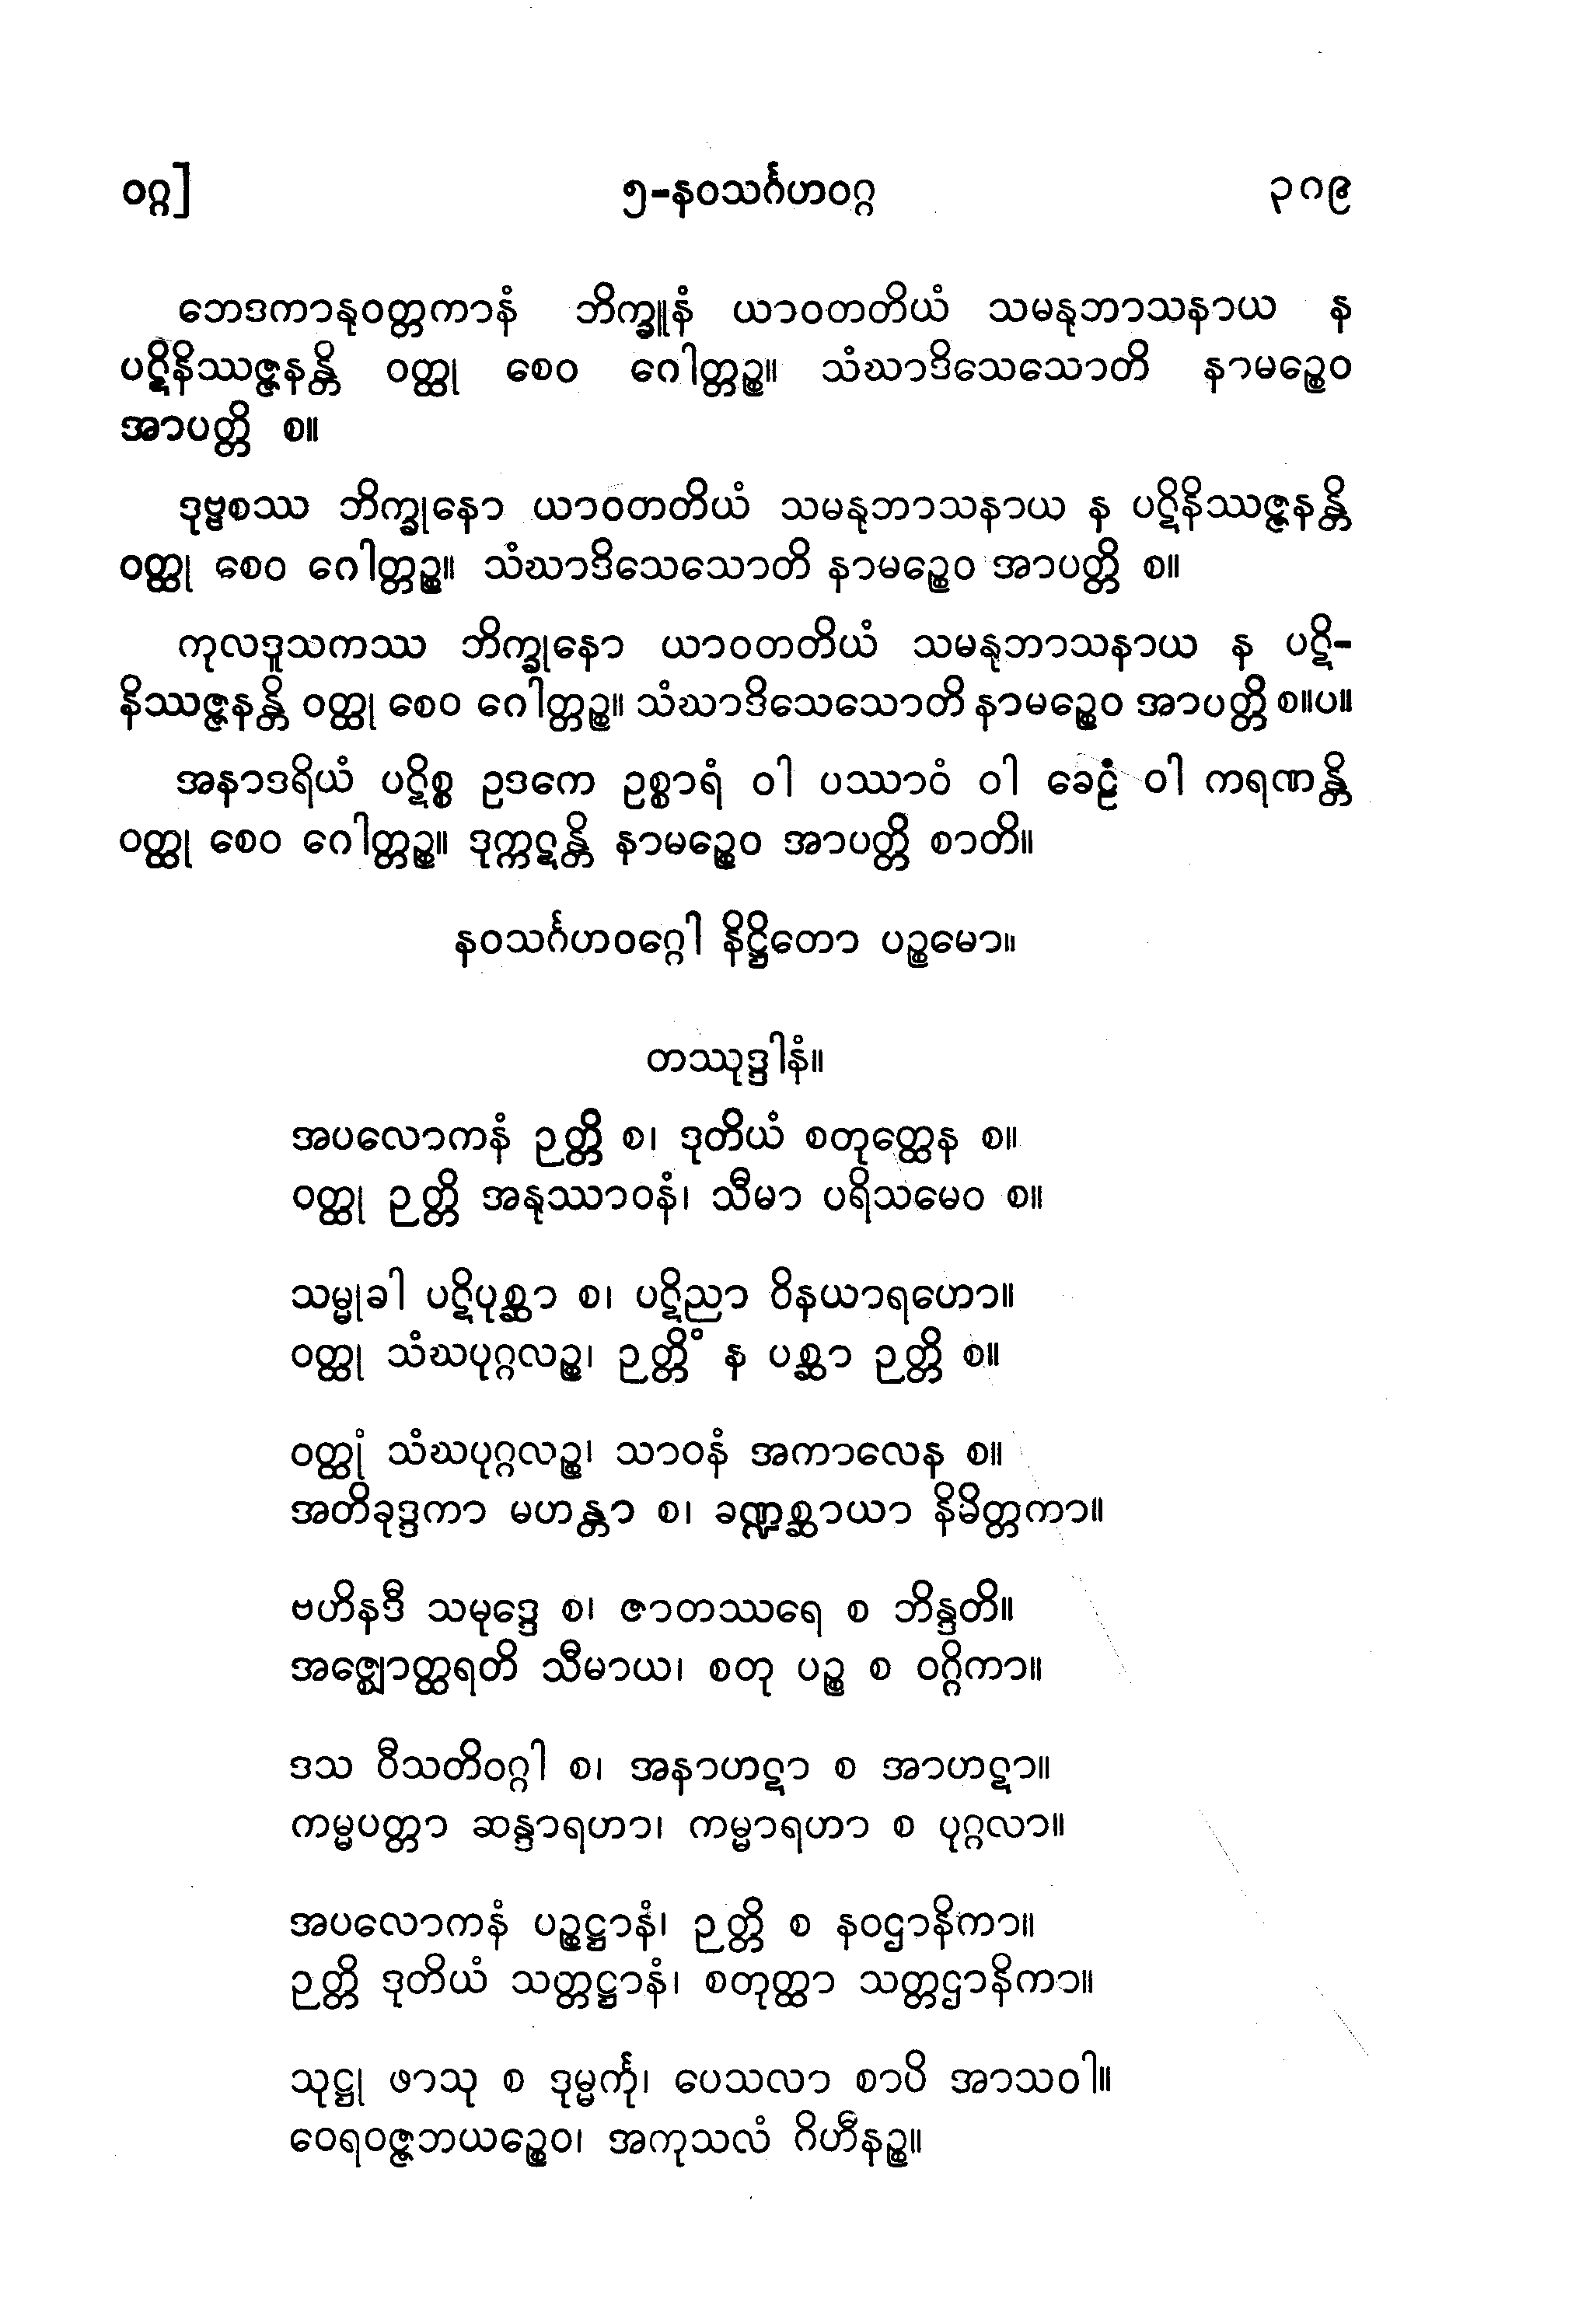 ဝဂ္ဂ]
၅-နဝသင်္ဂဟဝဂ္ဂ
၃၀၉
ဘေဒကာနုဝတ္တကာနံ ဘိက္ခူနံ ယာဝတတိယံ သမနုဘာသနာယ န
ပဋိနိဿဇ္ဇနန္တိ ဝတ္ထု စေဝ ဂေါတ္တဉ္စ။ သံဃာဒိသေသောတိ နာမဉ္စေဝ
အာပတ္တိ စ။
ဒုဗ္ဗစဿ ဘိက္ခုနော ယာဝတတိယံ သမနုဘာသနာယ န ပဋိနိဿဇ္ဇနန္တိ
ဝတ္ထု စေဝ ဂေါတ္တဉ္စ။ သံဃာဒိသေသောတိ နာမဉ္စေဝ အာပတ္တိ စ။
ကုလဒူသကဿ ဘိက္ခုနော ယာဝတတိယံ သမနုဘာသနာယ န ပဋိ-
နိဿဇ္ဇနန္တိ ဝတ္ထု စေဝ ဂေါတ္တဉ္စ။ သံဃာဒိသေသောတိ နာမဉ္စေဝ အာပတ္တိ စ။ပ။
အနာဒရိယံ ပဋိစ္စ ဥဒကေ ဥစ္စာရံ ဝါ ပဿာဝံ ဝါ ခေဠံ ဝါ ကရဏန္တိ
ဝတ္ထု စေဝ ဂေါတ္တဉ္စ။ ဒုက္ကဋန္တိ နာမဉ္စေဝ အာပတ္တိ စာတိ။
နဝသင်္ဂဟဝဂ္ဂေါ နိဋ္ဌိတော ပဉ္စမော။
တဿုဒ္ဒါနံ။
အပလောကနံ ဉတ္တိ စ၊ ဒုတိယံ စတုတ္ထေန စ။
ဝတ္ထု ဉတ္တိ အနုဿာဝနံ၊ သီမာ ပရိသမေဝ စ။
သမ္မုခါ ပဋိပုစ္ဆာ စ၊ ပဋိညာ ဝိနယာရဟော။
ဝတ္ထု သံဃပုဂ္ဂလဉ္စ၊ ဉတ္တိံ န ပစ္ဆာ ဉတ္တိ စ။
ဝတ္ထုံ သံဃပုဂ္ဂလဉ္စ၊ သာဝနံ အကာလေန စ။
အတိခုဒ္ဒကာ မဟန္တာ စ၊ ခဏ္ဍစ္ဆာယာ နိမိတ္တကာ။
ဗဟိနဒီ သမုဒ္ဒေ စ၊ ဇာတဿရေ စ ဘိန္ဒတိ။
အဇ္ဈောတ္ထရတိ သီမာယ၊ စတု ပဉ္စ စ ဝဂ္ဂိကာ။
ဒသ ဝီသတိဝဂ္ဂါ စ၊ အနာဟဋာ စ အာဟဋာ။
ကမ္မပတ္တာ ဆန္ဒာရဟာ၊ ကမ္မာရဟာ စ ပုဂ္ဂလာ။
အပလောကနံ ပဉ္စဋ္ဌာနံ၊ ဉတ္တိ စ နဝဌာနိကာ။
ဉတ္တိ ဒုတိယံ သတ္တဋ္ဌာနံ၊ စတုတ္ထာ သတ္တဌာနိကာ။
သုဋ္ဌု ဖာသု စ ဒုမ္မင်္ကု၊ ပေသလာ စာပိ အာသဝါ။
ဝေရဝဇ္ဇဘယဉ္စေဝ၊ အကုသလံ ဂိဟီနဉ္စ။